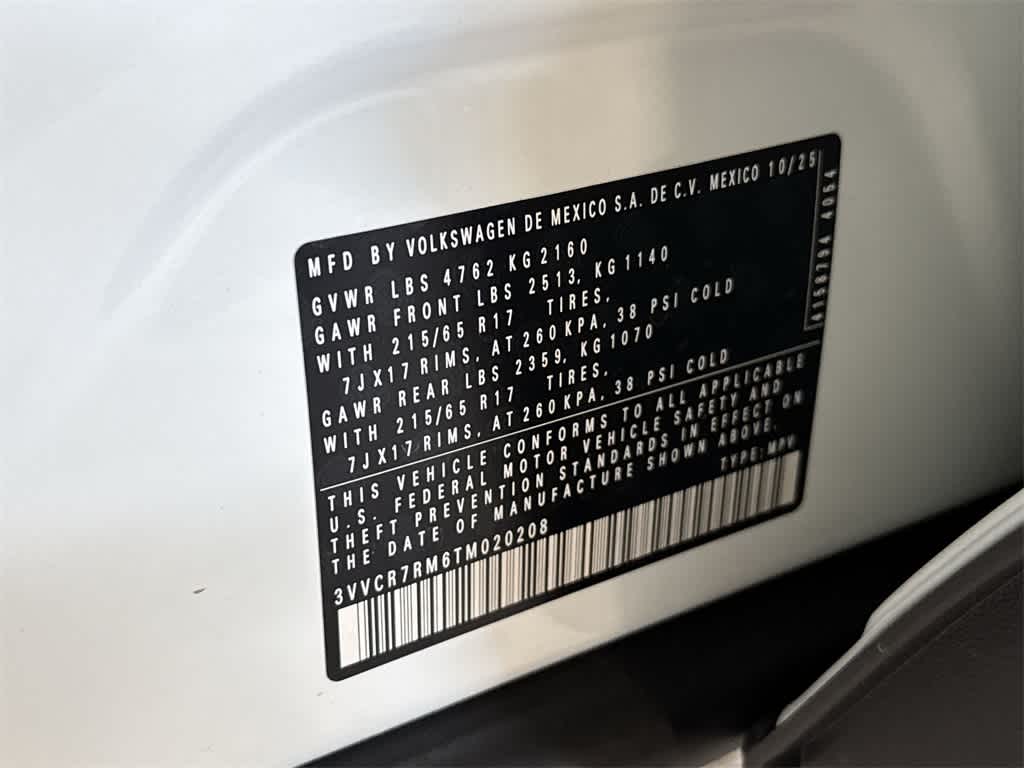 MFD BY VOLKSWAGEN DE MEXICO S.A. DE C.V. MEXICO 10/25
GVWR LBS 4762 KG 2160
GAWR FRONT LBS 2513, KG 1140
WITH 215/65 R17 TIRES,
7JX17 RIMS, AT 260 KPA, 38 PSI COLD
GAWR REAR LBS 2359, KG 1070
WITH 215/65 R17 TIRES,
7JX17 RIMS, AT 260 KPA, 38 PSI COLD
THIS VEHICLE CONFORMS TO ALL APPLICABLE
U.S. FEDERAL MOTOR VEHICLE SAFETY AND
THEFT PREVENTION STANDARDS IN EFFECT ON
THE DATE OF MANUFACTURE SHOWN ABOVE.
3VVCR7RM6TM020208 TYPE: MPV
4158794 4054